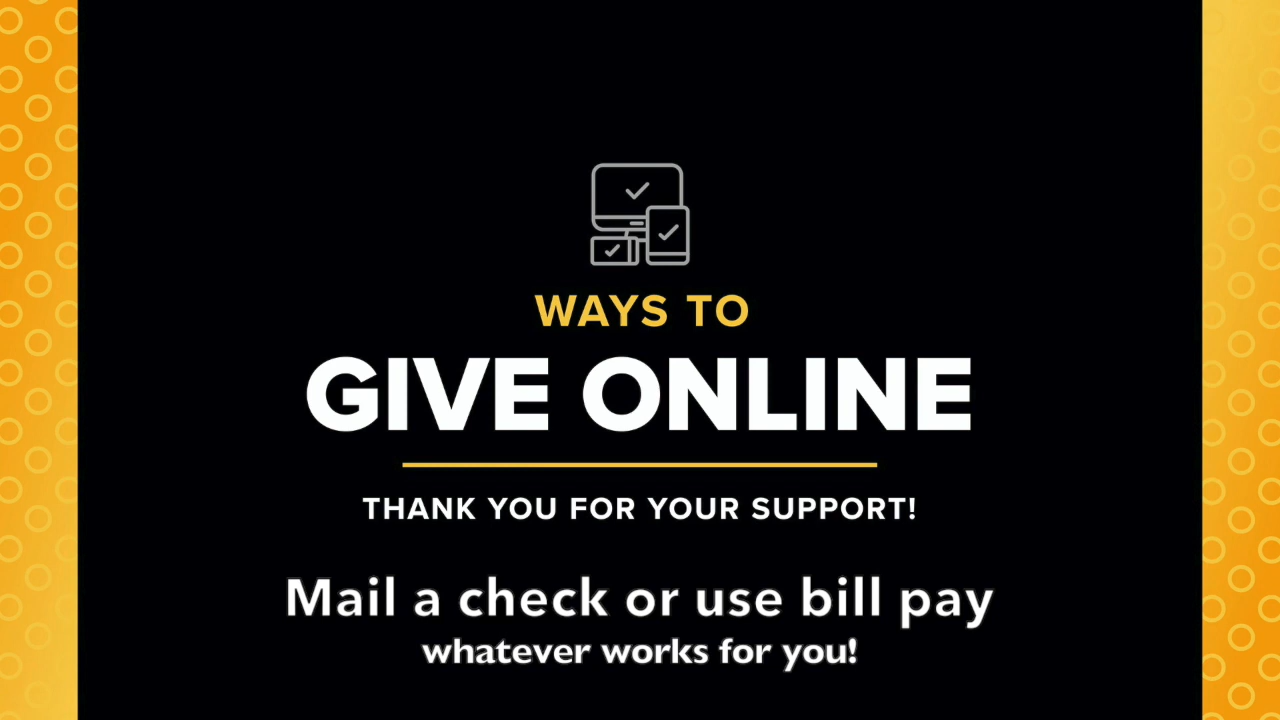 WAYS TO
GIVE ONLINE
THANK YOU FOR YOUR SUPPORT!
Mail a check or use bill pay
whatever works for you!